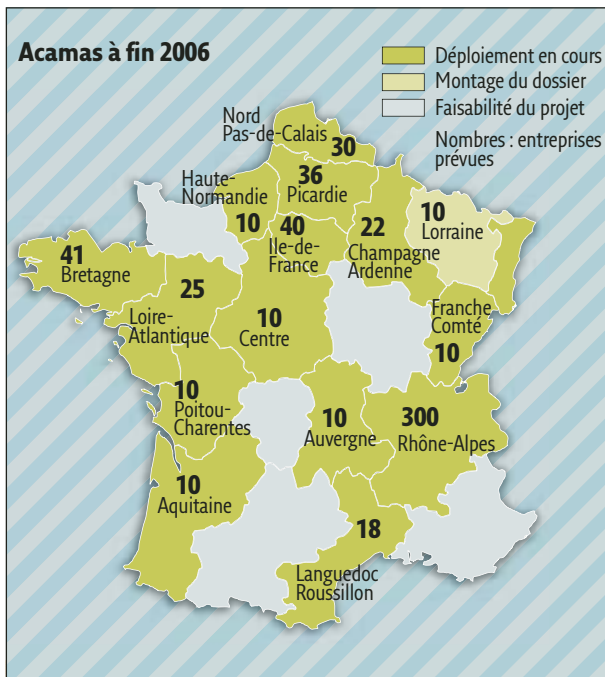 Acamas à fin 2006
Déploiement en cours
Montage du dossier
Faisabilité du projet
Nombres : entreprises
prévues
Nord
Pas-de-Calais
30
36
Picardie
Haute-
Normandie
10
40
Ile-de-
France
22
Champagne
Ardenne
10
Lorraine
41
Bretagne
25
Loire-
Atlantique
10
Centre
Franche
Comté
10
10
Poitou-
Charentes
10
Auvergne
300
Rhône-Alpes
10
Aquitaine
18
Languedoc
Roussillon